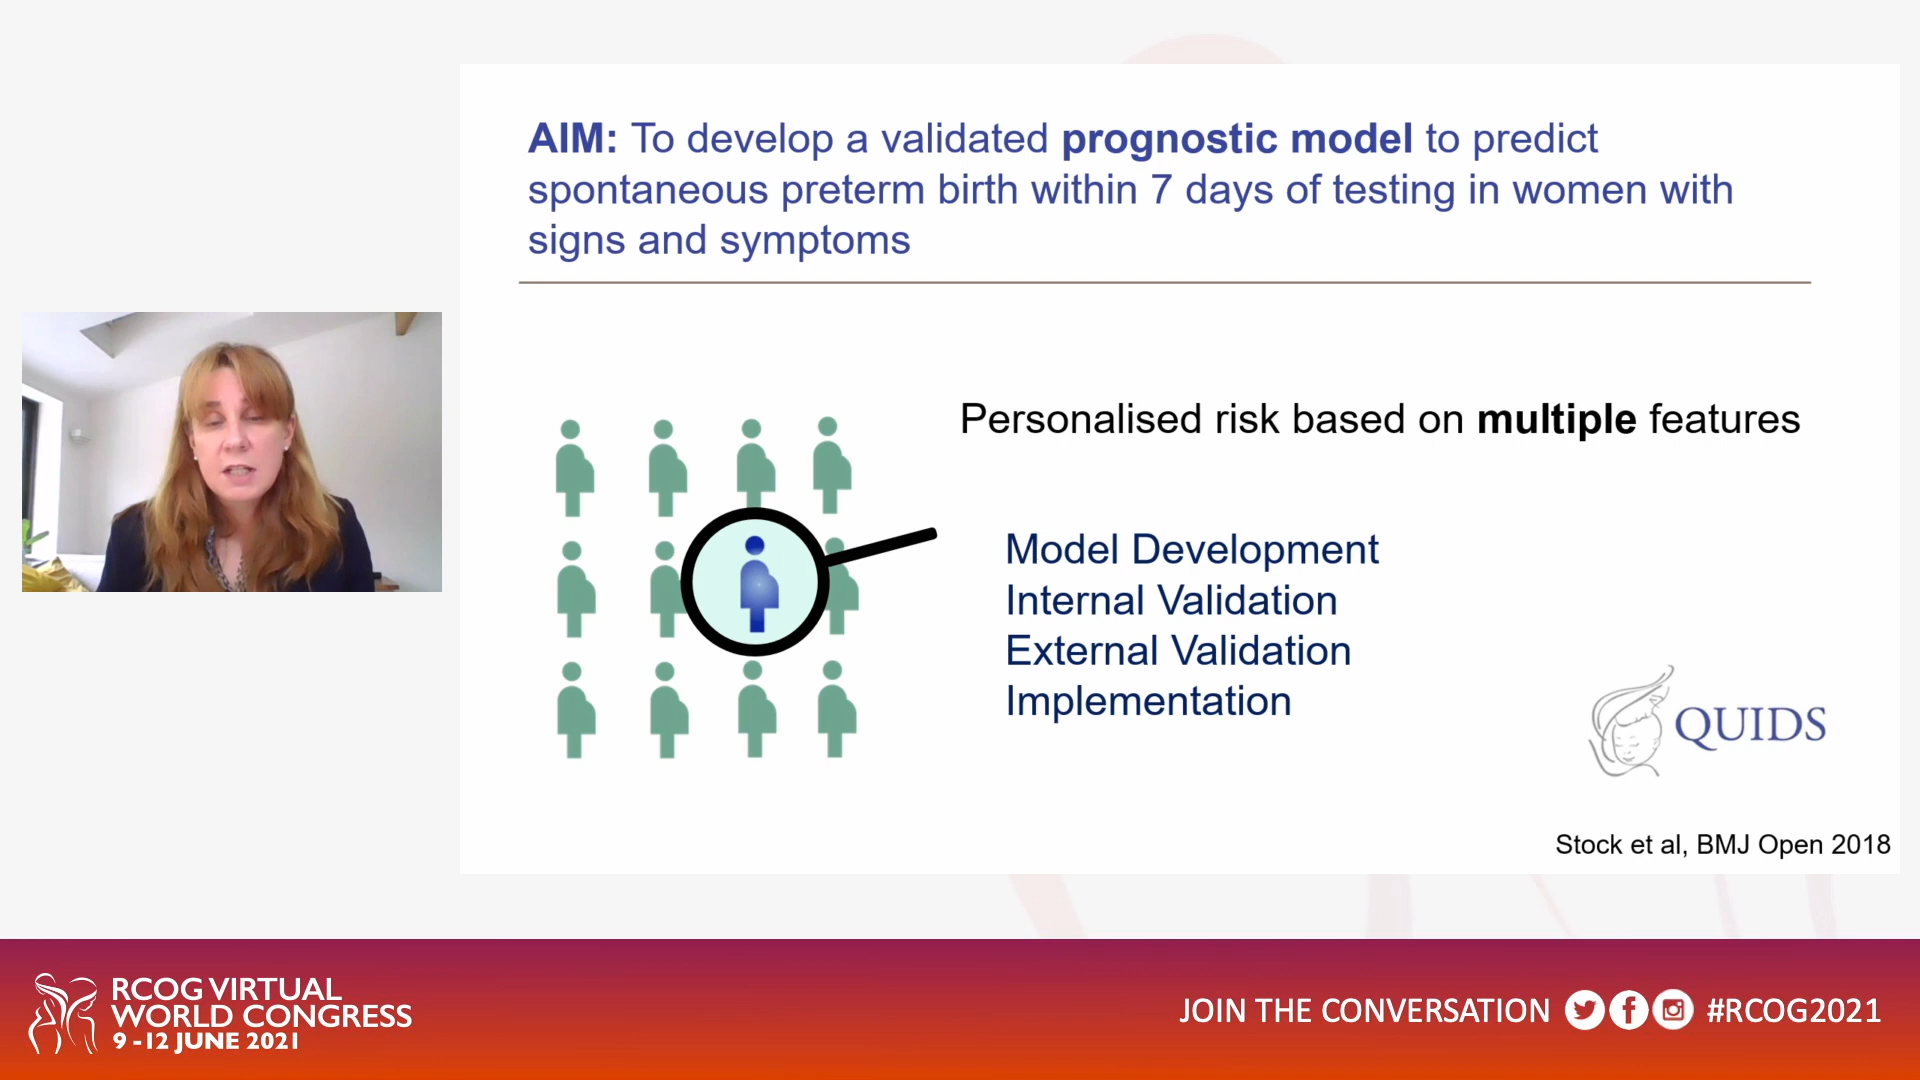 AIM: To develop a validated prognostic model to predict
spontaneous preterm birth within 7 days of testing in women with
signs and symptoms
Personalised risk based on multiple features
Model Development
Internal Validation
External Validation
Implementation
QUIDS
Stock et al, BMJ Open 2018
RCOG VIRTUAL
WORLD CONGRESS
9 -12 JUNE 2021
JOIN THE CONVERSATION #RCOG2021